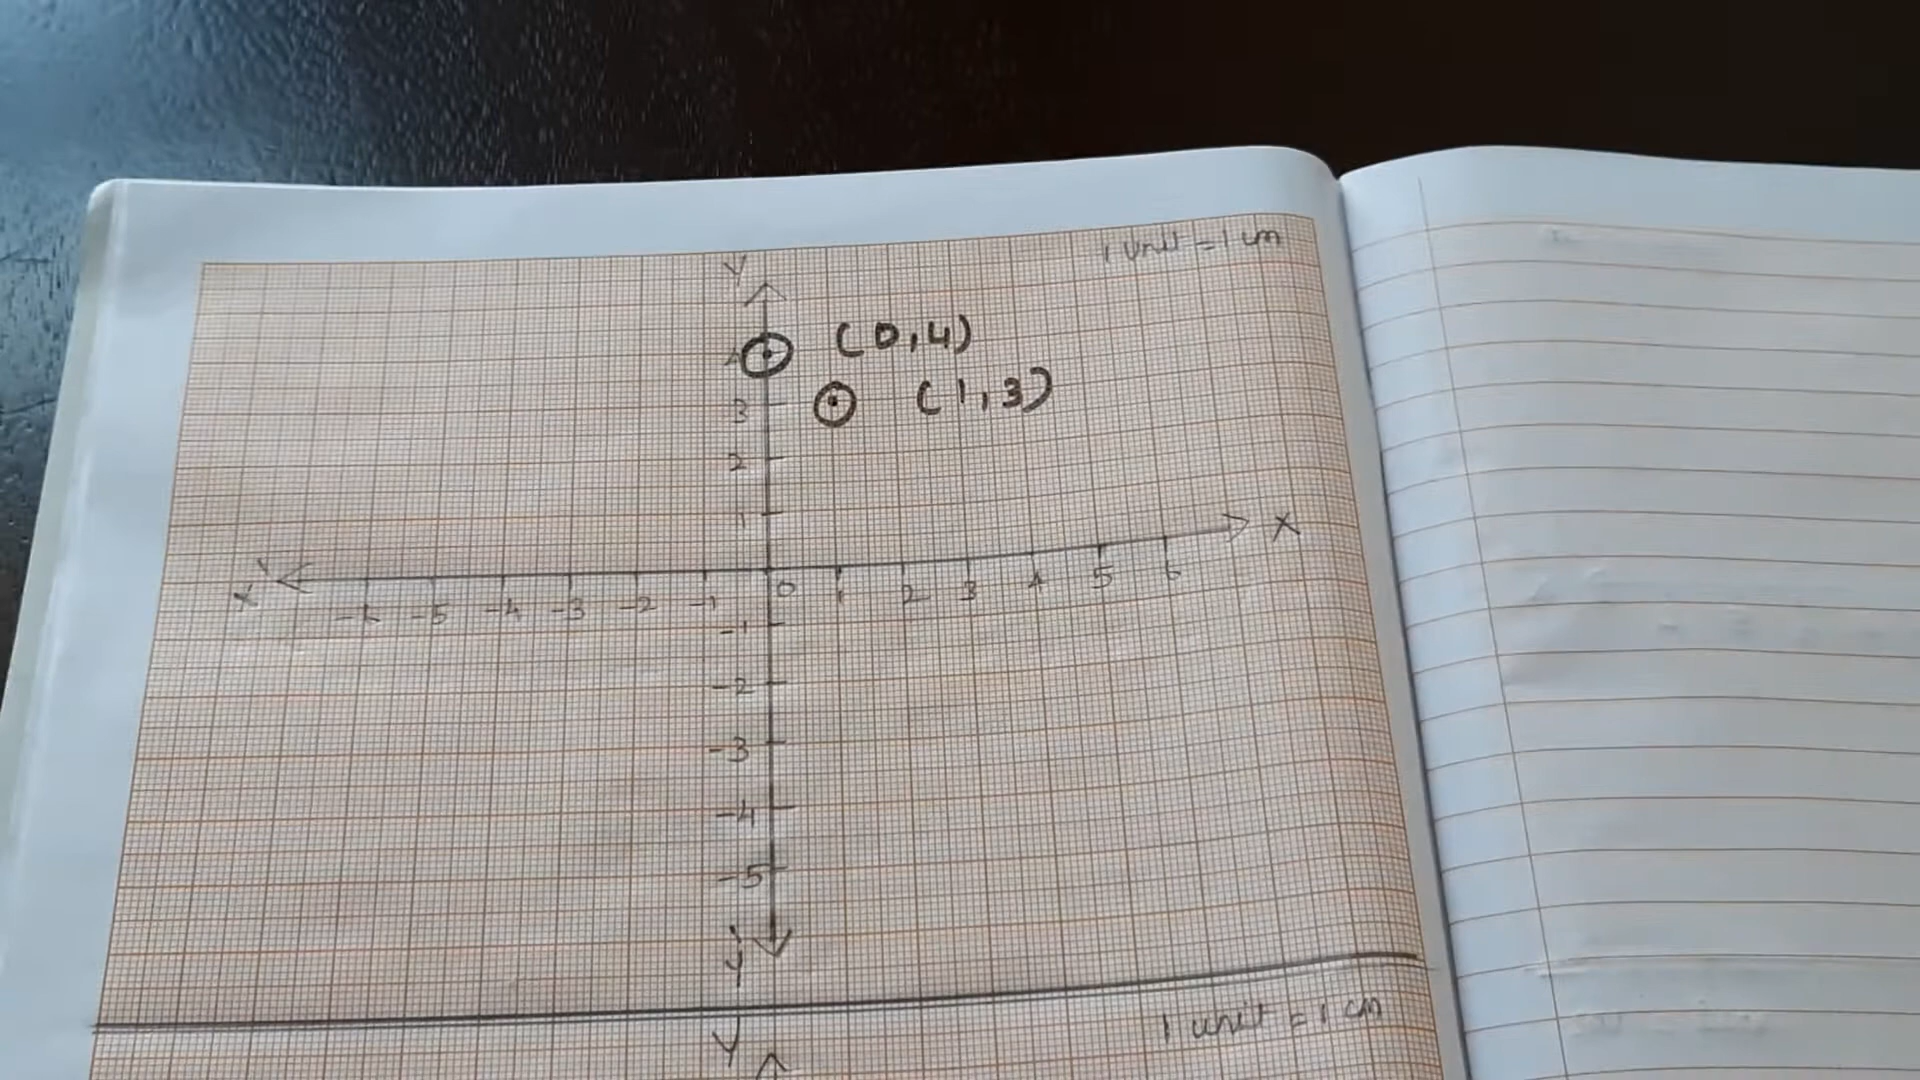 1 unit = 1 cm
Y
4 (0,4)
3 (1,3)
2
1
X
X' -6 -5 -4 -3 -2 -1 0 1 2 3 4 5 6
-1
-2
-3
-4
-5
Y'
1 unit = 1 cm
Y